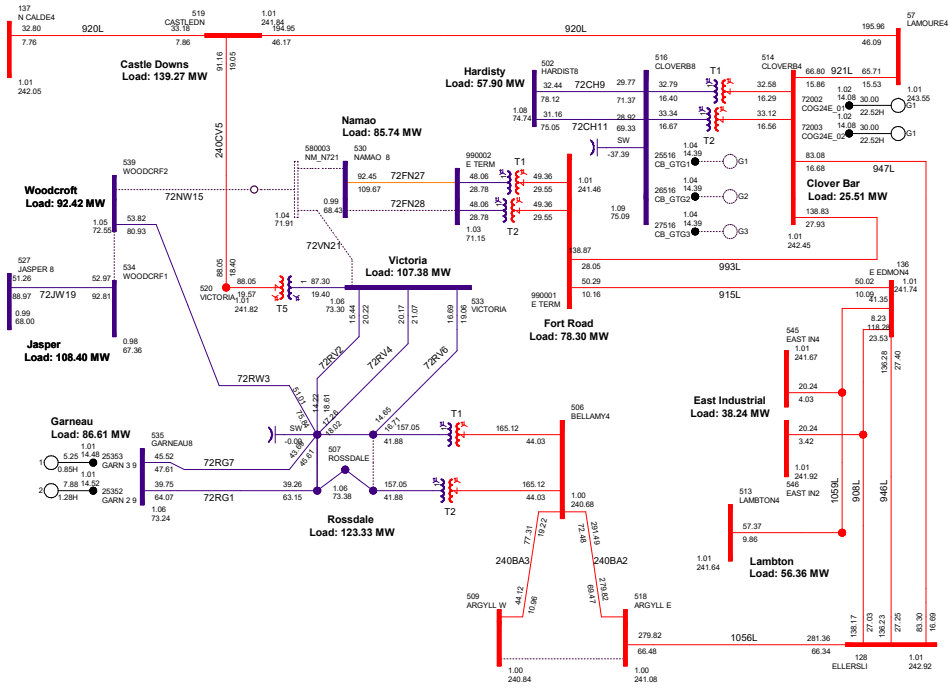 137
N CALDE4
32.80
7.76
1.01
242.05
920L
519
CASTLEDN
33.18
7.86
1.01
241.84
194.95
46.17
920L
195.96
46.09
57
LAMOURE4
1.01
243.55
Castle Downs
Load: 139.27 MW
91.16
19.05
240CV5
88.05
18.40
Hardisty
Load: 57.90 MW
502
HARDIST8
32.44
78.12
31.16
75.05
1.08
74.74
72CH9
72CH11
29.77
71.37
28.92
69.33
SW
-37.39
516
CLOVERB8
32.79
16.40
33.34
16.67
T1
T2
32.58
16.29
33.12
16.56
1.09
75.09
514
CLOVERB4
66.80
15.86
921L
65.71
15.53
72002
COG24E_01
1.02
14.08
30.00
22.52H
G1
72003
COG24E_02
1.02
14.08
30.00
22.52H
G1
83.08
16.68
947L
Clover Bar
Load: 25.51 MW
138.83
27.93
1.01
242.45
25516
CB_GTG1
1.04
14.39
G1
26516
CB_GTG2
1.04
14.39
G2
27516
CB_GTG3
1.04
14.39
G3
Namao
Load: 85.74 MW
580003
NM_N721
530
NAMAO 8
92.45
109.67
72FN27
72FN28
0.99
68.43
1.04
71.91
990002
E TERM
48.06
28.78
48.06
28.78
T1
T2
49.36
29.55
49.36
29.55
1.03
71.15
1.01
241.46
539
WOODCRF2
Woodcroft
Load: 92.42 MW
1.05
72.55
53.82
80.93
72NW15
72VN21
527
JASPER 8
51.26
88.97
72JW19
52.97
92.81
534
WOODCRF1
0.99
68.00
0.98
67.36
Jasper
Load: 108.40 MW
72RW3
51.01
75.84
520
VICTORIA
88.05
19.57
1.01
241.82
T5
1
87.30
19.40
Victoria
Load: 107.38 MW
1.06
73.30
533
VICTORIA
15.44
20.22
20.17
21.07
16.69
19.06
72RV2
72RV4
72RV6
14.22
18.61
17.26
18.02
14.65
16.71
138.87
28.05
993L
50.29
10.16
915L
50.02
10.09
990001
E TERM
Fort Road
Load: 78.30 MW
136
E EDMON4
1.01
241.74
41.35
8.23
118.28
23.53
136.28
27.40
545
EAST IN4
1.01
241.67
20.24
4.03
East Industrial
Load: 38.24 MW
20.24
3.42
1.01
241.92
546
EAST IN2
513
LAMBTON4
57.37
9.86
1.01
241.64
Lambton
Load: 56.36 MW
1059L
908L
946L
Garneau
Load: 86.61 MW
535
GARNEAU8
1
5.25
0.85H
1.01
14.48
25353
GARN 3 9
2
7.88
1.28H
1.01
14.52
25352
GARN 2 9
45.52
47.61
72RG7
43.66
45.61
39.75
64.07
72RG1
39.26
63.15
1.06
73.24
SW
-0.00
507
ROSSDALE
1.06
73.38
157.05
41.88
157.05
41.88
Rossdale
Load: 123.33 MW
T1
T2
165.12
44.03
165.12
44.03
506
BELLAMY4
1.00
240.68
77.31
19.22
291.49
72.48
240BA3
240BA2
44.12
10.96
279.82
69.47
509
ARGYLL W
1.00
240.84
518
ARGYLL E
1.00
241.08
279.82
66.48
1056L
281.36
66.34
138.17
27.03
136.23
27.25
83.30
16.69
128
ELLERSLI
1.01
242.92